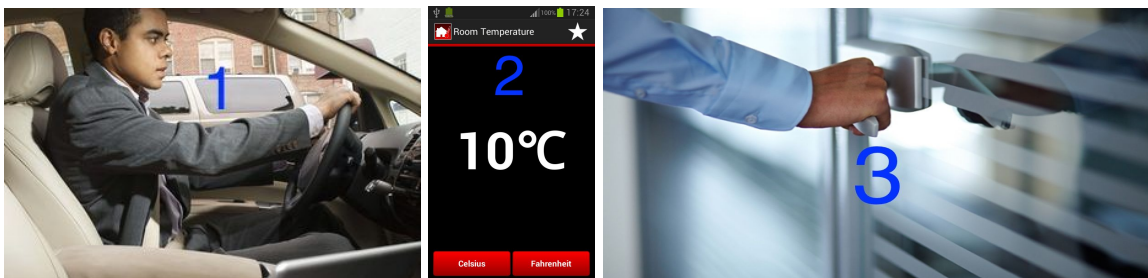 1
100% 17:24
Room Temperature
2
10°C
Celsius Fahrenheit
3